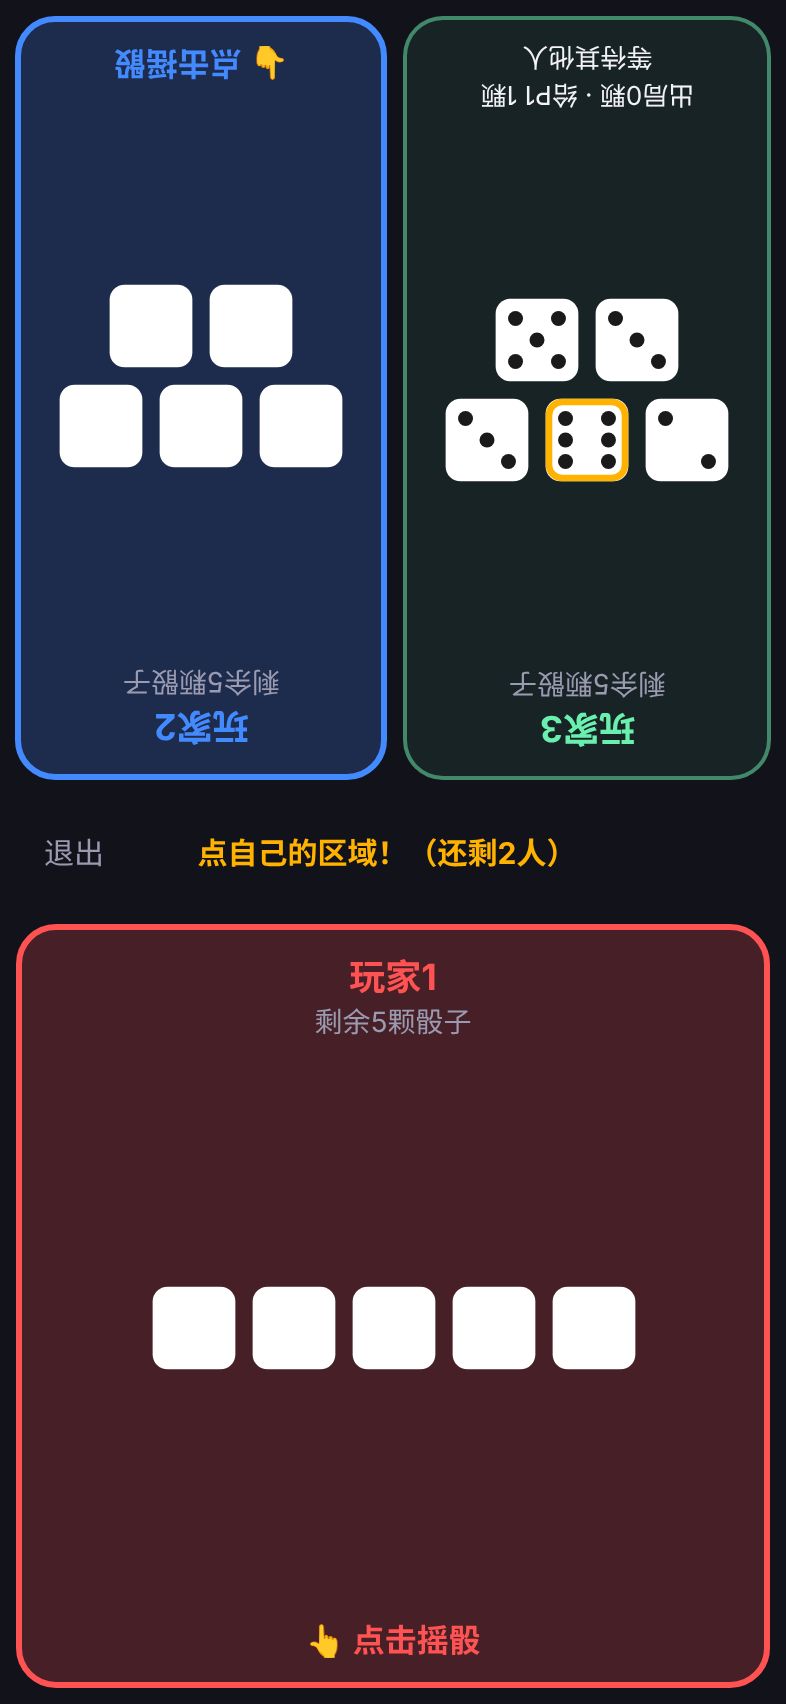 👇 点击摇骰
剩余5颗骰子
玩家2
等待其他人
出局0颗 · 给P1 1颗
剩余5颗骰子
玩家3
退出
点自己的区域！（还剩2人）
玩家1
剩余5颗骰子
👆 点击摇骰